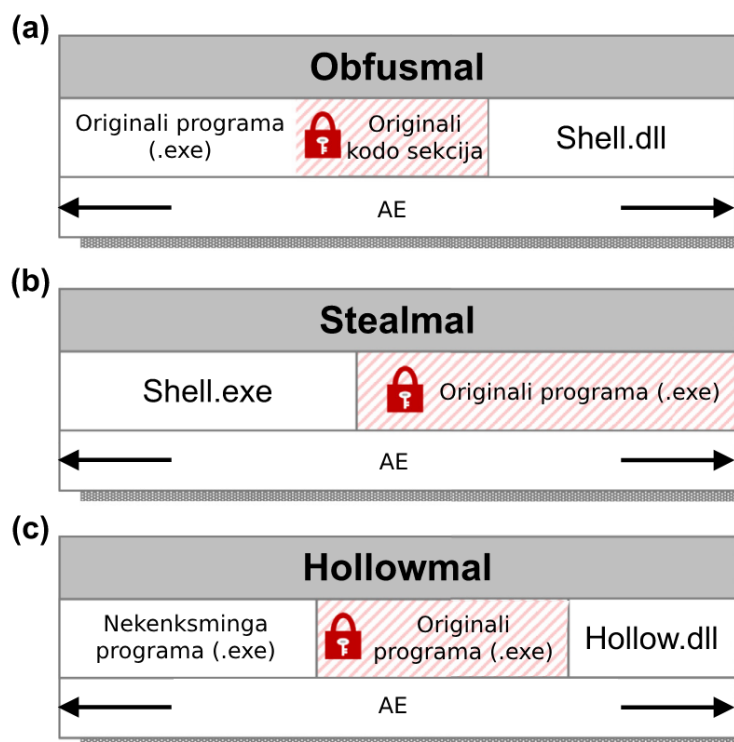 (a)
Obfusmal
Originali programa
(.exe)
Originali
kodo sekcija
Shell.dll
AE
(b)
Stealmal
Shell.exe
Originali programa (.exe)
AE
(c)
Hollowmal
Nekenksminga
programa (.exe)
Originali
programa (.exe)
Hollow.dll
AE